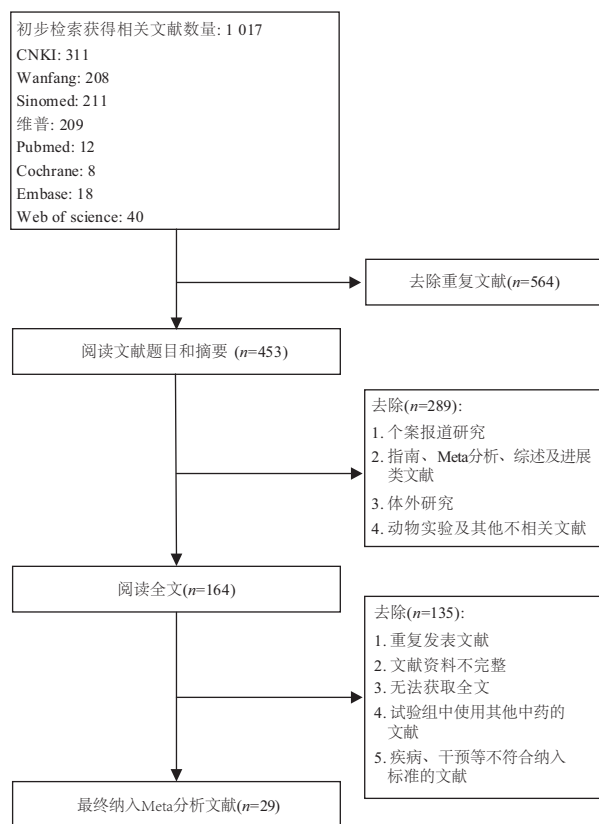 初步检索获得相关文献数量: 1 017
CNKI: 311
Wanfang: 208
Sinomed: 211
维普: 209
Pubmed: 12
Cochrane: 8
Embase: 18
Web of science: 40
去除重复文献(n=564)
阅读文献题目和摘要 (n=453)
去除(n=289):
1. 个案报道研究
2. 指南、Meta分析、综述及进展
类文献
3. 体外研究
4. 动物实验及其他不相关文献
阅读全文(n=164)
去除(n=135):
1. 重复发表文献
2. 文献资料不完整
3. 无法获取全文
4. 试验组中使用其他中药的
文献
5. 疾病、干预等不符合纳入
标准的文献
最终纳入Meta分析文献(n=29)